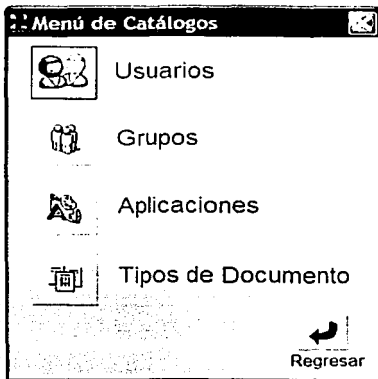 Menú de Catálogos
Usuarios
Grupos
Aplicaciones
Tipos de Documento
Regresar